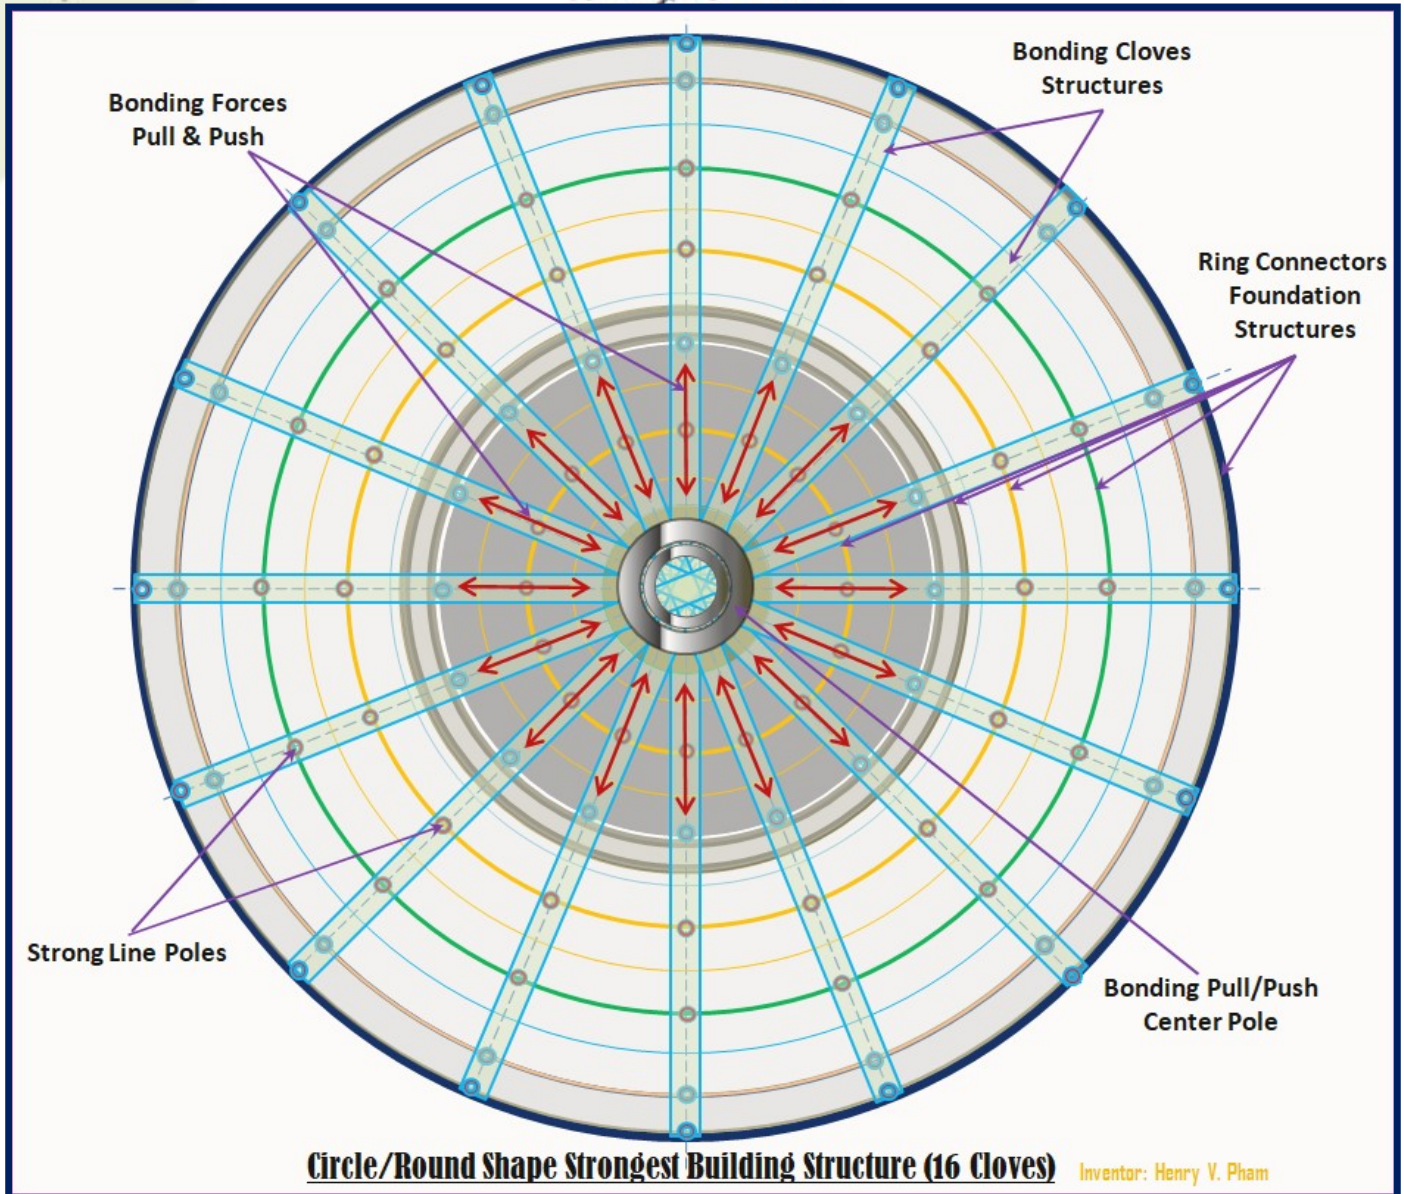 Bonding Cloves
Structures
Bonding Forces
Pull & Push
Ring Connectors
Foundation
Structures
Strong Line Poles
Bonding Pull/Push
Center Pole
Circle/Round Shape Strongest Building Structure (16 Cloves)
Inventor: Henry V. Pham